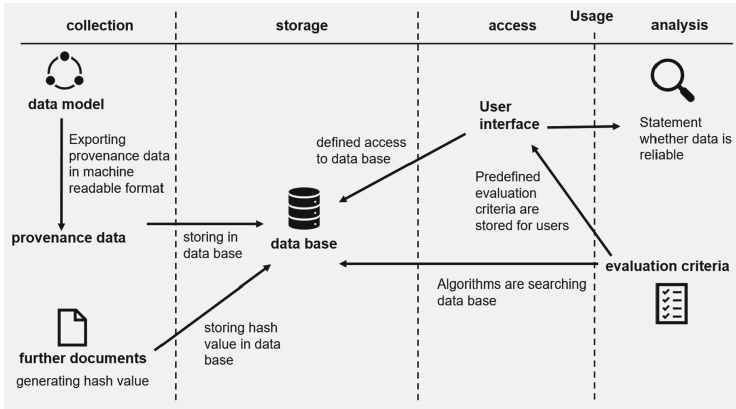 Usage
collection
storage
access
analysis
data model
Exporting
provenance data
in machine
readable format
provenance data
storing in
data base
data base
further documents
generating hash value
storing hash
value in data
base
defined access
to data base
User
interface
Statement
whether data is
reliable
Predefined
evaluation
criteria are
stored for users
evaluation criteria
Algorithms are searching
data base